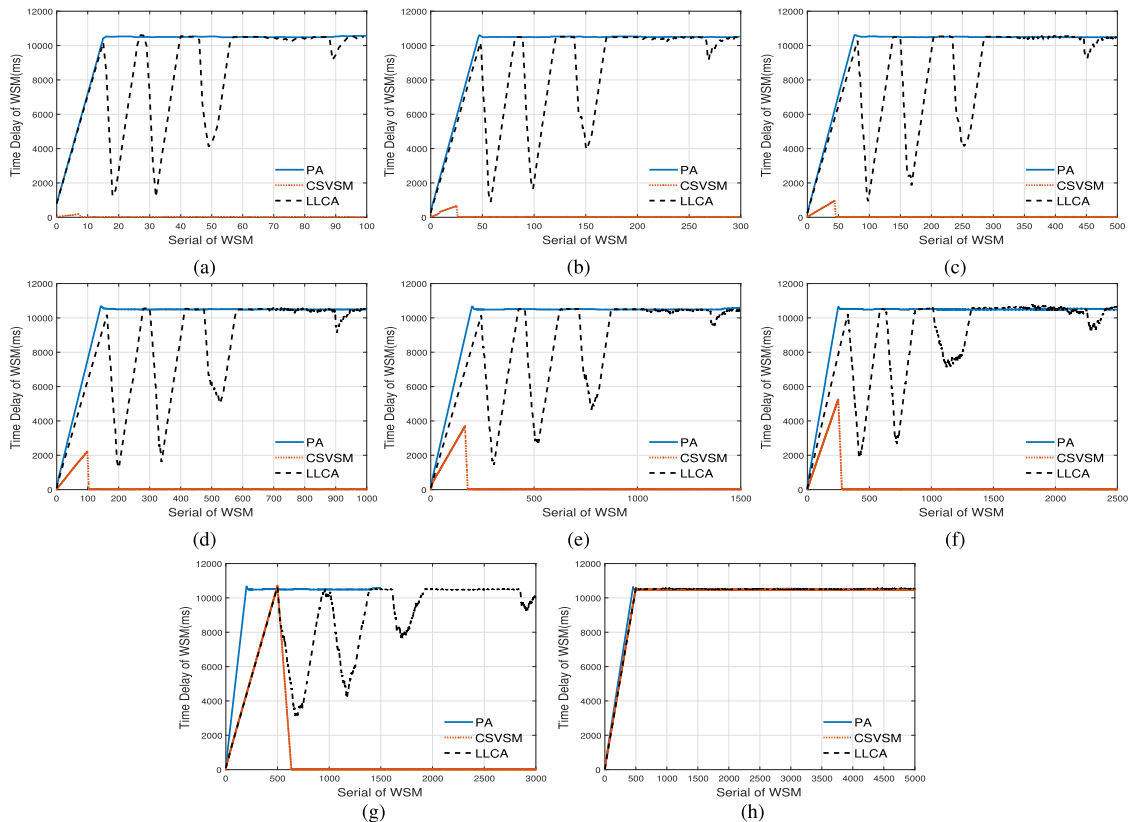 12000
10000
8000
6000
4000
2000
0
Time Delay of WSM(ms)
PA
CSVSM
LLCA
0 10 20 30 40 50 60 70 80 90 100
Serial of WSM
(a)
12000
10000
8000
6000
4000
2000
0
Time Delay of WSM(ms)
PA
CSVSM
LLCA
0 50 100 150 200 250 300
Serial of WSM
(b)
12000
10000
8000
6000
4000
2000
0
Time Delay of WSM(ms)
PA
CSVSM
LLCA
0 50 100 150 200 250 300 350 400 450 500
Serial of WSM
(c)
12000
10000
8000
6000
4000
2000
0
Time Delay of WSM(ms)
PA
CSVSM
LLCA
0 100 200 300 400 500 600 700 800 900 1000
Serial of WSM
(d)
12000
10000
8000
6000
4000
2000
0
Time Delay of WSM(ms)
PA
CSVSM
LLCA
0 500 1000 1500
Serial of WSM
(e)
12000
10000
8000
6000
4000
2000
0
Time Delay of WSM(ms)
PA
CSVSM
LLCA
0 500 1000 1500 2000 2500
Serial of WSM
(f)
12000
10000
8000
6000
4000
2000
0
Time Delay of WSM(ms)
PA
CSVSM
LLCA
0 500 1000 1500 2000 2500 3000
Serial of WSM
(g)
12000
10000
8000
6000
4000
2000
0
Time Delay of WSM(ms)
PA
CSVSM
LLCA
0 500 1000 1500 2000 2500 3000 3500 4000 4500 5000
Serial of WSM
(h)